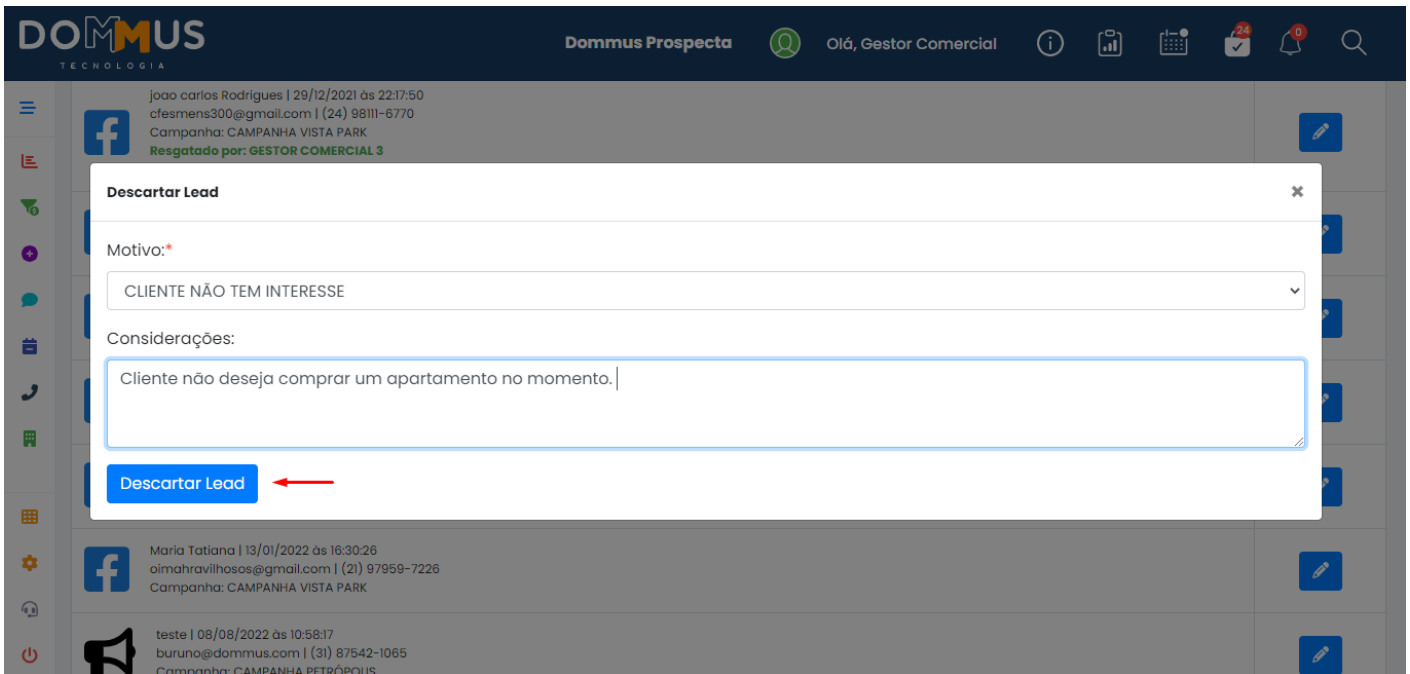 DOMMUS
TECNOLOGIA
Dommus Prospecta
Olá, Gestor Comercial
24
0
joao carlos Rodrigues | 29/12/2021 às 22:17:50
cfesmens300@gmail.com | (24) 98111-6770
Campanha: CAMPANHA VISTA PARK
Resgatado por: GESTOR COMERCIAL 3
Descartar Lead
Motivo:*
CLIENTE NÃO TEM INTERESSE
Considerações:
Cliente não deseja comprar um apartamento no momento.
Descartar Lead
Maria Tatiana | 13/01/2022 às 16:30:26
oimahravilhosos@gmail.com | (21) 97959-7226
Campanha: CAMPANHA VISTA PARK
teste | 08/08/2022 às 10:58:17
buruno@dommus.com | (31) 87542-1065
Campanha: CAMPANHA PETRÓPOLIS